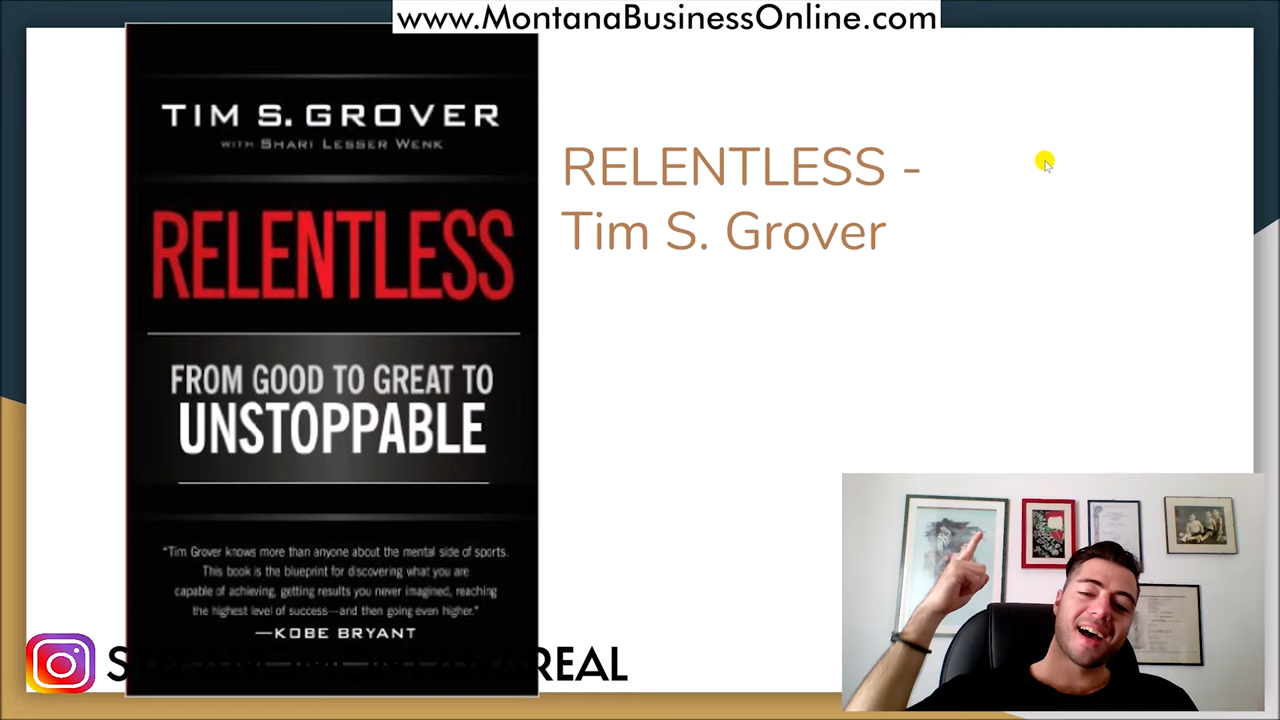 www.MontanaBusinessOnline.com
TIM S. GROVER
WITH SHARI LESSER WENK
RELENTLESS
FROM GOOD TO GREAT TO
UNSTOPPABLE
"Tim Grover knows more than anyone about the mental side of sports.
This book is the blueprint for discovering what you are
capable of achieving, getting results you never imagined, reaching
the highest level of success—and then going even higher."
—KOBE BRYANT
RELENTLESS -
Tim S. Grover
REAL